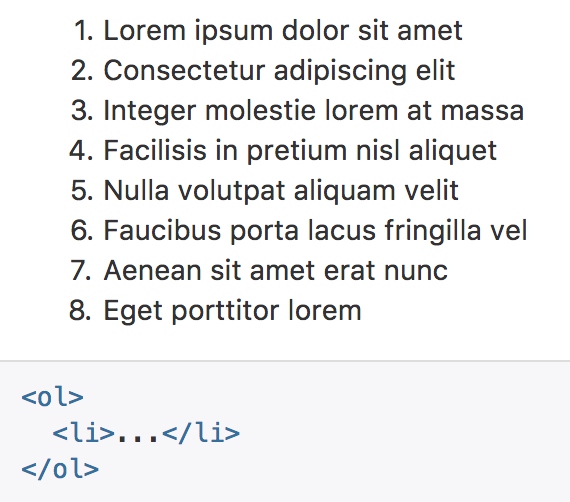 1. Lorem ipsum dolor sit amet
2. Consectetur adipiscing elit
3. Integer molestie lorem at massa
4. Facilisis in pretium nisl aliquet
5. Nulla volutpat aliquam velit
6. Faucibus porta lacus fringilla vel
7. Aenean sit amet erat nunc
8. Eget porttitor lorem
<ol>
  <li>...</li>
</ol>